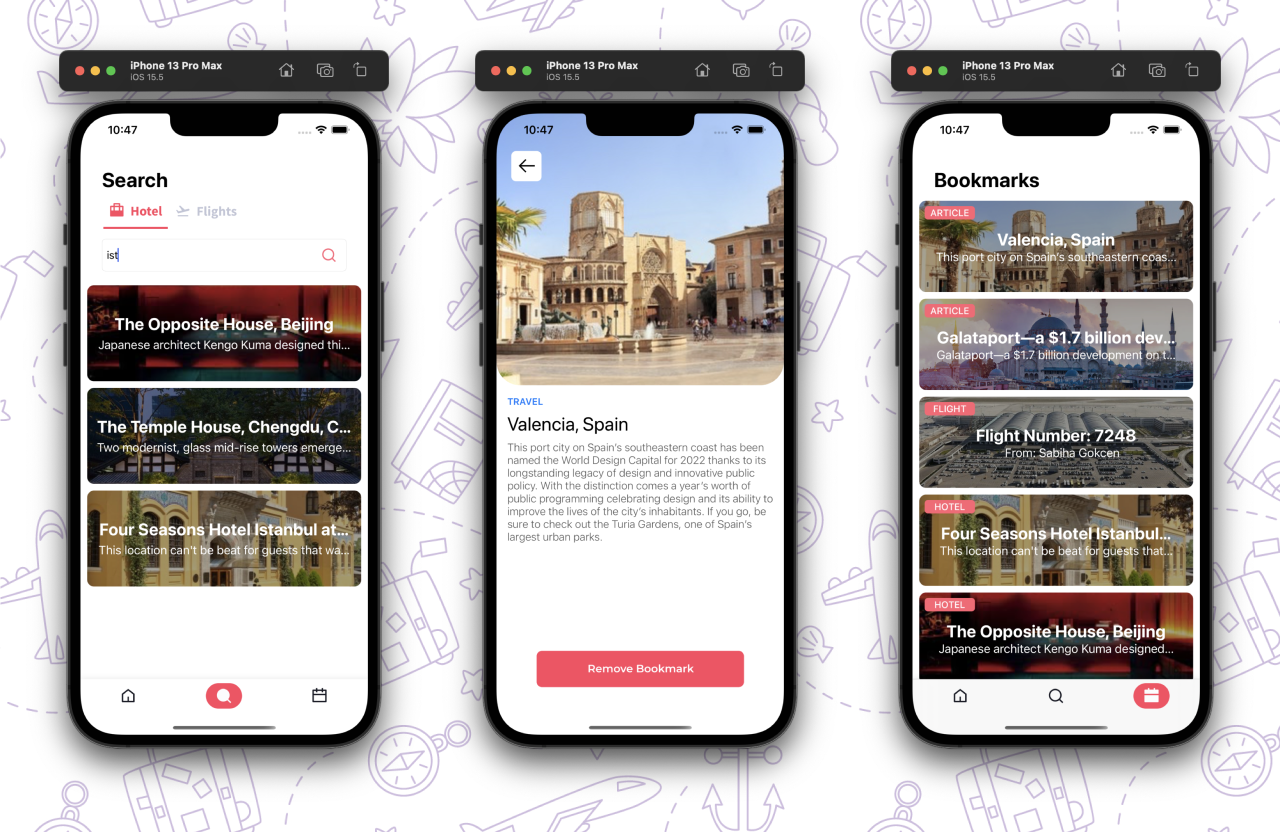 iPhone 13 Pro Max
iOS 15.5
10:47
Search
Hotel Flights
ist
The Opposite House, Beijing
Japanese architect Kengo Kuma designed thi...
The Temple House, Chengdu, C...
Two modernist, glass mid-rise towers emerge...
Four Seasons Hotel Istanbul at...
This location can't be beat for guests that wa...
iPhone 13 Pro Max
iOS 15.5
10:47
TRAVEL
Valencia, Spain
This port city on Spain's southeastern coast has been
named the World Design Capital for 2022 thanks to its
longstanding legacy of design and innovative public
policy. With the distinction comes a year's worth of
public programming celebrating design and its ability to
improve the lives of the city's inhabitants. If you go, be
sure to check out the Turia Gardens, one of Spain's
largest urban parks.
Remove Bookmark
iPhone 13 Pro Max
iOS 15.5
10:47
Bookmarks
ARTICLE
Valencia, Spain
This port city on Spain's southeastern coas...
ARTICLE
Galataport—a $1.7 billion dev...
Galataport—a $1.7 billion development on t...
FLIGHT
Flight Number: 7248
From: Sabiha Gokcen
HOTEL
Four Seasons Hotel Istanbul...
This location can't be beat for guests that...
HOTEL
The Opposite House, Beijing
Japanese architect Kengo Kuma designed...